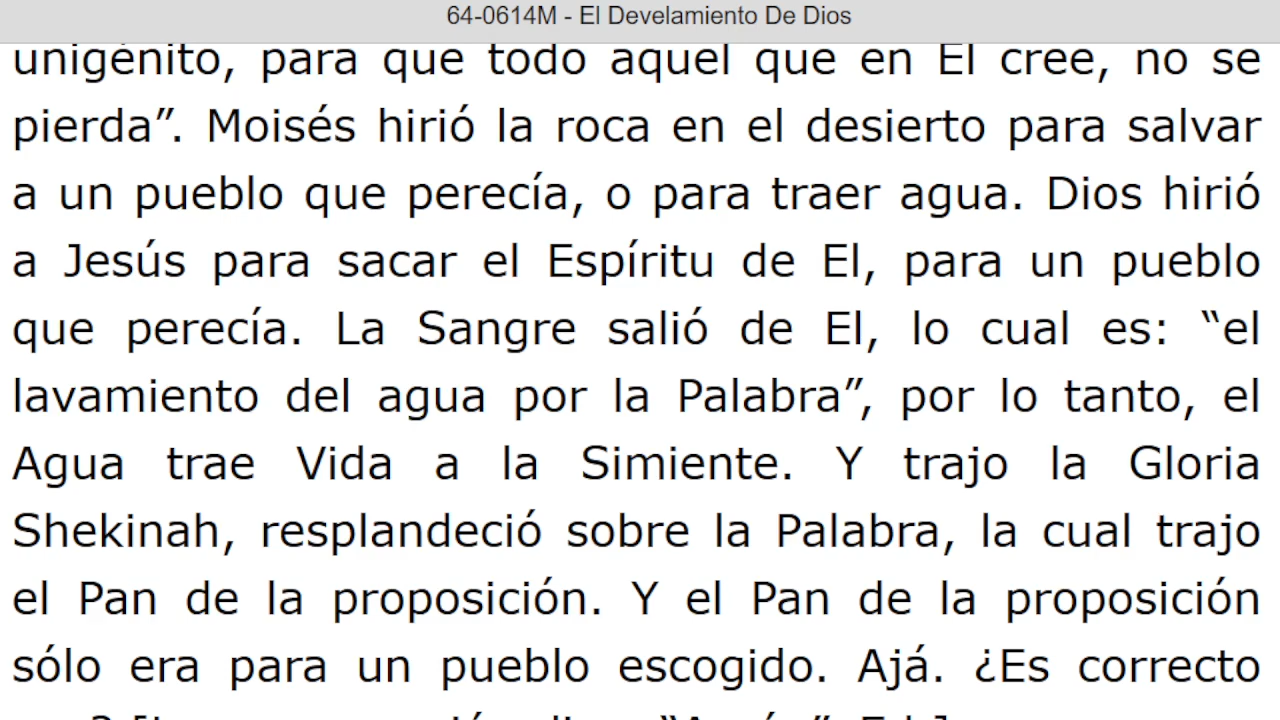 64-0614M - El Develamiento De Dios
unigénito, para que todo aquel que en El cree, no se
pierda”. Moisés hirió la roca en el desierto para salvar
a un pueblo que perecía, o para traer agua. Dios hirió
a Jesús para sacar el Espíritu de El, para un pueblo
que perecía. La Sangre salió de El, lo cual es: “el
lavamiento del agua por la Palabra”, por lo tanto, el
Agua trae Vida a la Simiente. Y trajo la Gloria
Shekinah, resplandeció sobre la Palabra, la cual trajo
el Pan de la proposición. Y el Pan de la proposición
sólo era para un pueblo escogido. Ajá. ¿Es correcto